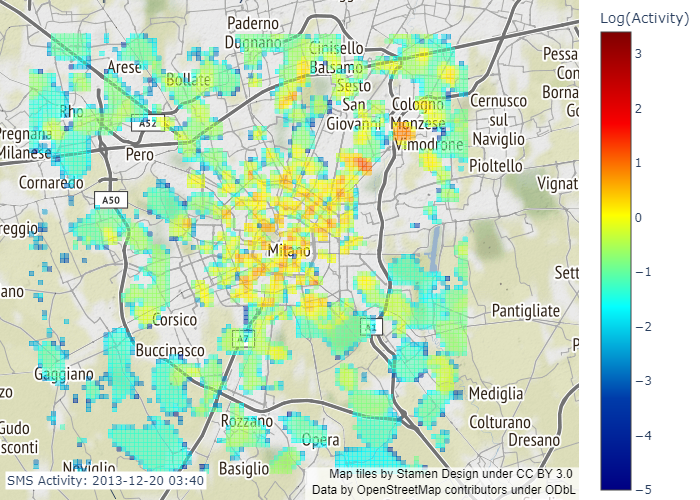 Paderno
Dugnano
A52
Arese
Cinisello
Balsamo
Bollate
Sesto
San
Giovanni
Pessa
Con
Borna
Go
Rho
A52
Cologno
Monzese
Cernusco
sul
Naviglio
Pregnana
Milanese
Pero
Vimodrone
Pioltello
Cornaredo
Vignat
A50
reggio
Milano
Sett
ano
Pantigliate
Corsico
A7
A1
Buccinasco
P
Gaggiano
zo
Mediglia
Gudo
sconti
Rozzano
Opera
Colturano
Dresano
Noviglio
Basiglio
SMS Activity: 2013-12-20 03:40
Map tiles by Stamen Design under CC BY 3.0
Data by OpenStreetMap contributors under ODbL
Log(Activity)
3
2
1
0
−1
−2
−3
−4
−5